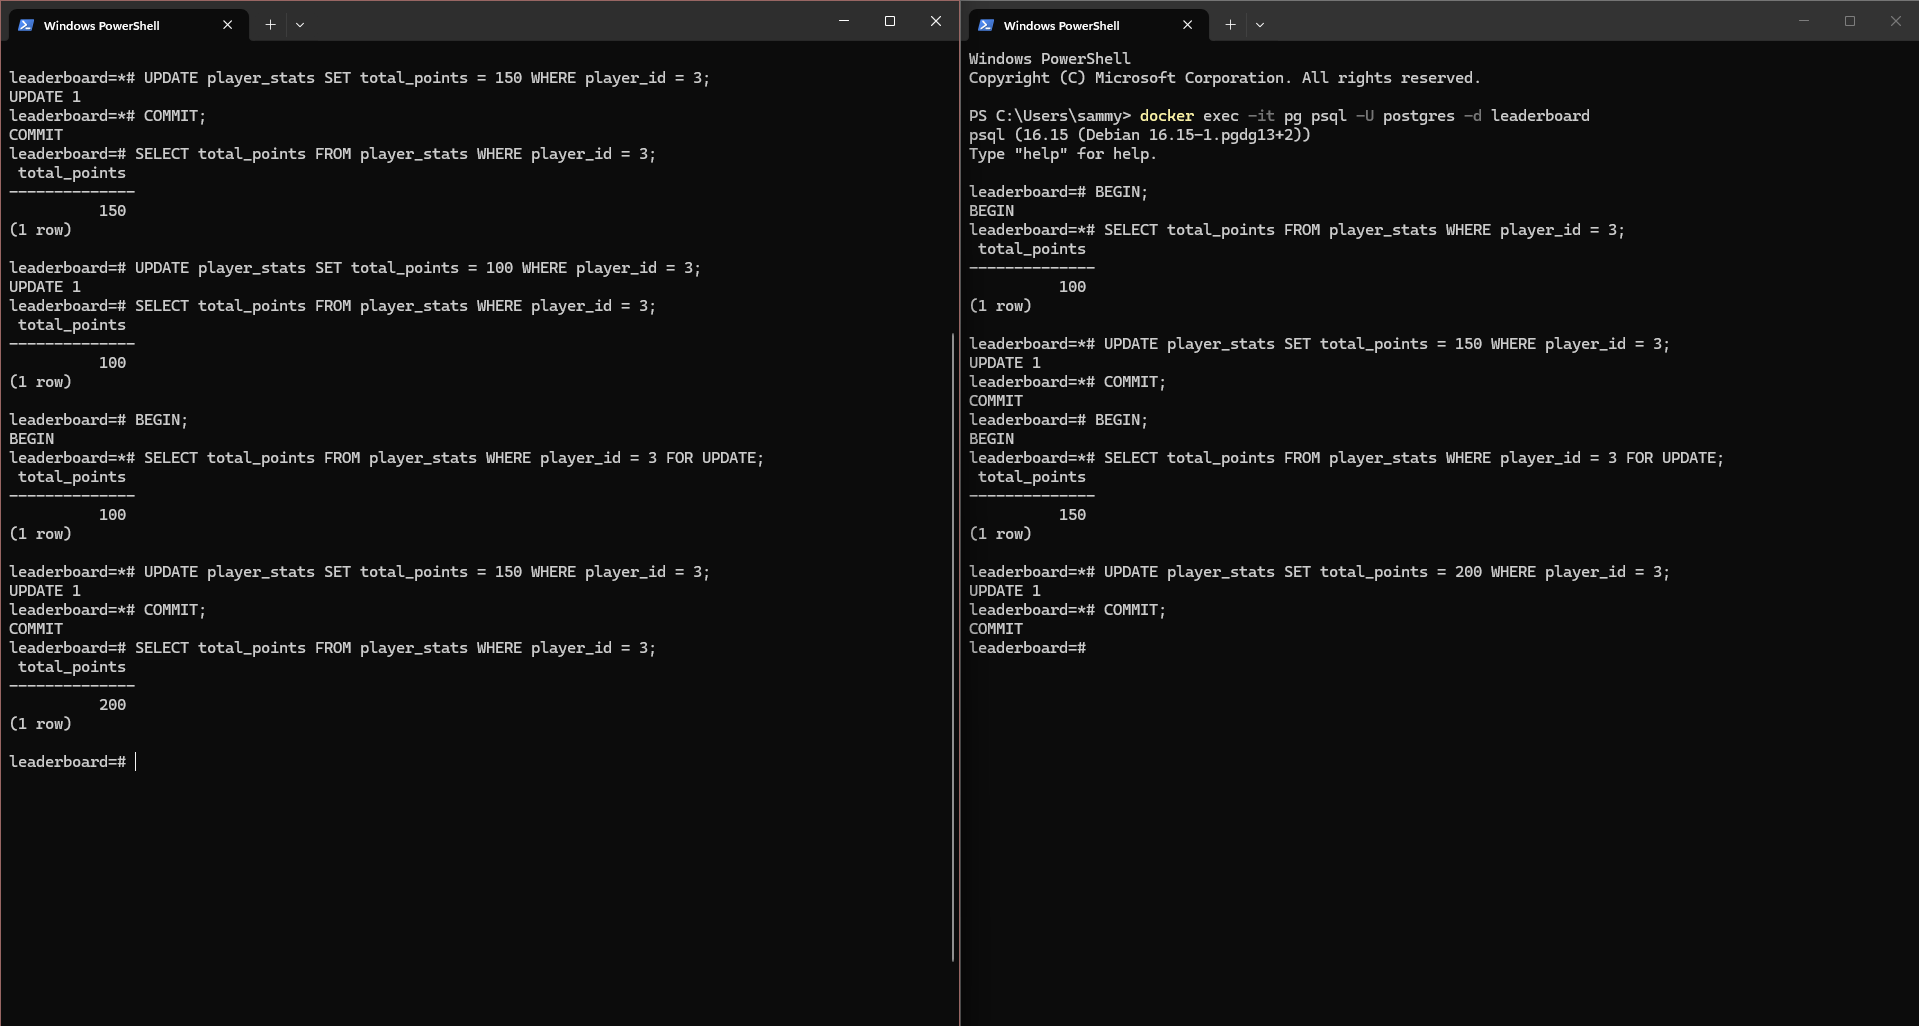 Windows PowerShell
leaderboard=*# UPDATE player_stats SET total_points = 150 WHERE player_id = 3;
UPDATE 1
leaderboard=*# COMMIT;
COMMIT
leaderboard=# SELECT total_points FROM player_stats WHERE player_id = 3;
 total_points
--------------
          150
(1 row)
leaderboard=# UPDATE player_stats SET total_points = 100 WHERE player_id = 3;
UPDATE 1
leaderboard=# SELECT total_points FROM player_stats WHERE player_id = 3;
 total_points
--------------
          100
(1 row)
leaderboard=# BEGIN;
BEGIN
leaderboard=*# SELECT total_points FROM player_stats WHERE player_id = 3 FOR UPDATE;
 total_points
--------------
          100
(1 row)
leaderboard=*# UPDATE player_stats SET total_points = 150 WHERE player_id = 3;
UPDATE 1
leaderboard=*# COMMIT;
COMMIT
leaderboard=# SELECT total_points FROM player_stats WHERE player_id = 3;
 total_points
--------------
          200
(1 row)
leaderboard=#
Windows PowerShell
Windows PowerShell
Copyright (C) Microsoft Corporation. All rights reserved.
PS C:\Users\sammy> docker exec -it pg psql -U postgres -d leaderboard
psql (16.15 (Debian 16.15-1.pgdg13+2))
Type "help" for help.
leaderboard=# BEGIN;
BEGIN
leaderboard=*# SELECT total_points FROM player_stats WHERE player_id = 3;
 total_points
--------------
          100
(1 row)
leaderboard=*# UPDATE player_stats SET total_points = 150 WHERE player_id = 3;
UPDATE 1
leaderboard=*# COMMIT;
COMMIT
leaderboard=# BEGIN;
BEGIN
leaderboard=*# SELECT total_points FROM player_stats WHERE player_id = 3 FOR UPDATE;
 total_points
--------------
          150
(1 row)
leaderboard=*# UPDATE player_stats SET total_points = 200 WHERE player_id = 3;
UPDATE 1
leaderboard=*# COMMIT;
COMMIT
leaderboard=#